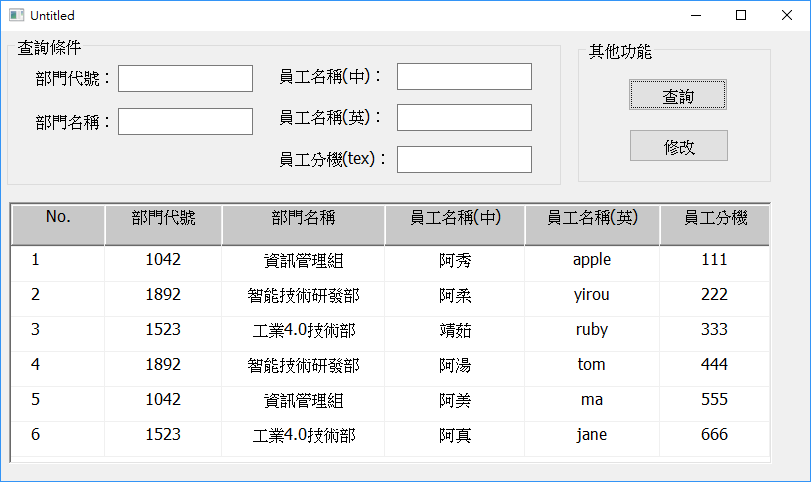 Untitled
查詢條件
部門代號：
部門名稱：
員工名稱(中)：
員工名稱(英)：
員工分機(tex)：
其他功能
查詢
修改
No. 部門代號 部門名稱 員工名稱(中) 員工名稱(英) 員工分機
1 1042 資訊管理組 阿秀 apple 111
2 1892 智能技術研發部 阿柔 yirou 222
3 1523 工業4.0技術部 靖茹 ruby 333
4 1892 智能技術研發部 阿湯 tom 444
5 1042 資訊管理組 阿美 ma 555
6 1523 工業4.0技術部 阿真 jane 666